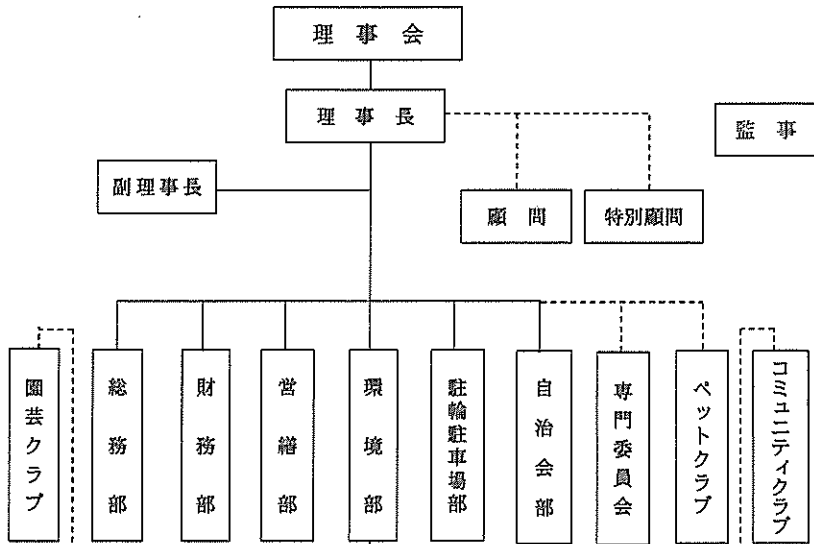 理事会
理事長
監事
副理事長
顧問
特別顧問
園芸クラブ
総務部
財務部
営繕部
環境部
駐輪駐車場部
自治会部
専門委員会
ペットクラブ
コミュニティクラブ